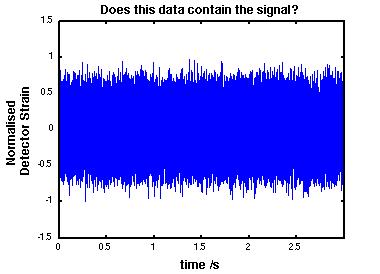 Does this data contain the signal?
1.5
1
0.5
0
-0.5
-1
-1.5
Normalised
Detector Strain
0 0.5 1 1.5 2 2.5
time /s